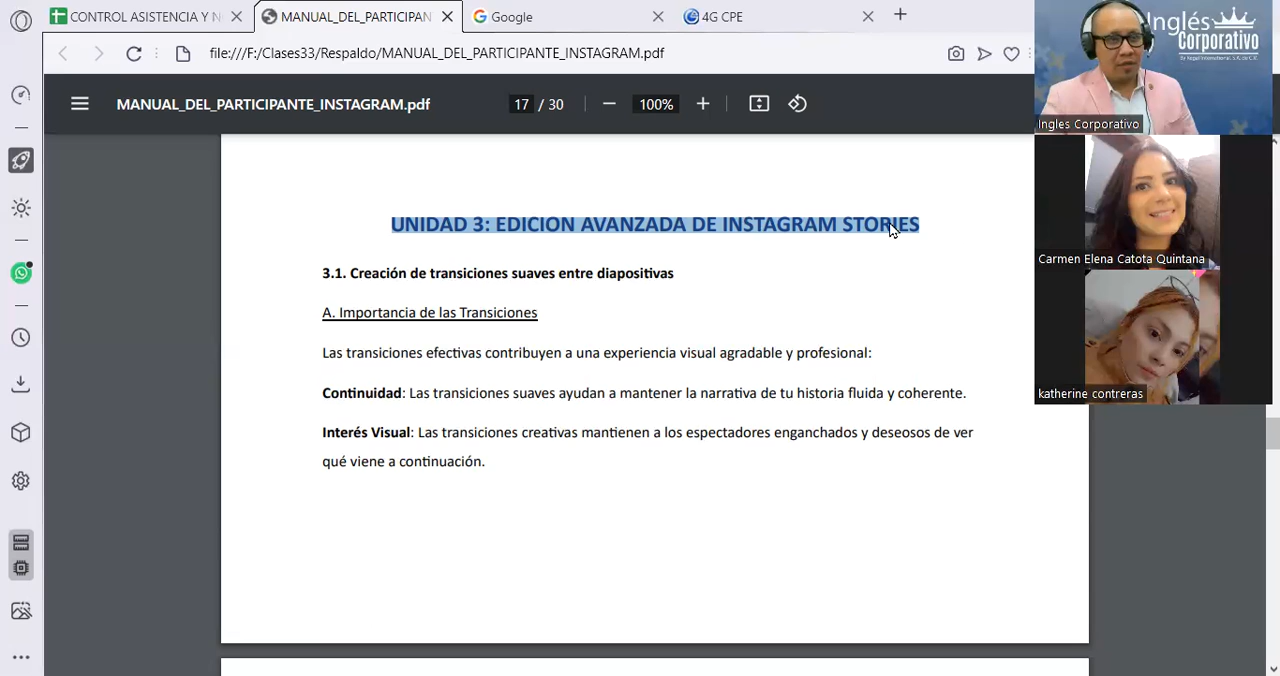 CONTROL ASISTENCIA Y N
MANUAL_DEL_PARTICIPAN
Google
4G CPE
file:///F:/Clases33/Respaldo/MANUAL_DEL_PARTICIPANTE_INSTAGRAM.pdf
MANUAL_DEL_PARTICIPANTE_INSTAGRAM.pdf
17 / 30
100%
Inglés
Corporativo
Ingles Corporativo
Carmen Elena Catota Quintana
katherine contreras
UNIDAD 3: EDICION AVANZADA DE INSTAGRAM STORIES
3.1. Creación de transiciones suaves entre diapositivas
A. Importancia de las Transiciones
Las transiciones efectivas contribuyen a una experiencia visual agradable y profesional:
Continuidad: Las transiciones suaves ayudan a mantener la narrativa de tu historia fluida y coherente.
Interés Visual: Las transiciones creativas mantienen a los espectadores enganchados y deseosos de ver
qué viene a continuación.